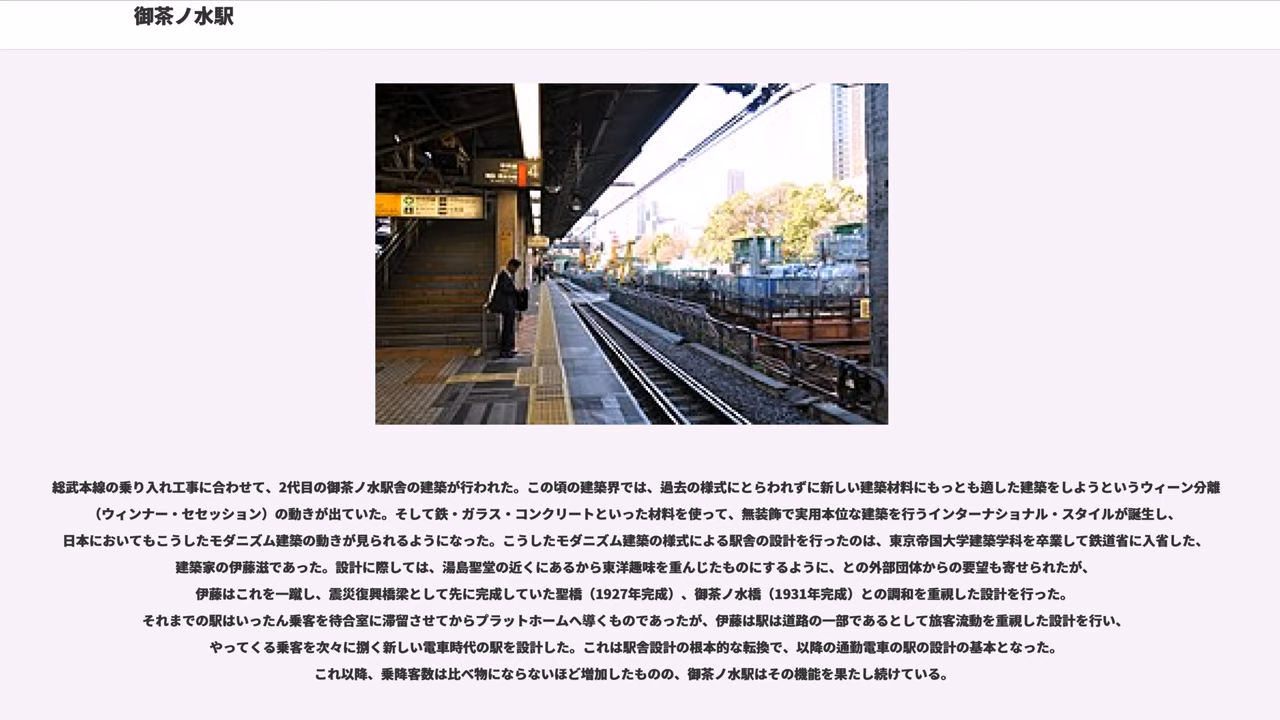 御茶ノ水駅
4
総武本線の乗り入れ工事に合わせて、2代目の御茶ノ水駅舎の建築が行われた。この頃の建築界では、過去の様式にとらわれずに新しい建築材料にもっとも適した建築をしようというウィーン分離
（ウィンナー・セセッション）の動きが出ていた。そして鉄・ガラス・コンクリートといった材料を使って、無装飾で実用本位な建築を行うインターナショナル・スタイルが誕生し、
日本においてもこうしたモダニズム建築の動きが見られるようになった。こうしたモダニズム建築の様式による駅舎の設計を行ったのは、東京帝国大学建築学科を卒業して鉄道省に入省した、
建築家の伊藤滋であった。設計に際しては、湯島聖堂の近くにあるから東洋趣味を重んじたものにするように、との外部団体からの要望も寄せられたが、
伊藤はこれを一蹴し、震災復興橋梁として先に完成していた聖橋（1927年完成）、御茶ノ水橋（1931年完成）との調和を重視した設計を行った。
それまでの駅はいったん乗客を待合室に滞留させてからプラットホームへ導くものであったが、伊藤は駅は道路の一部であるとして旅客流動を重視した設計を行い、
やってくる乗客を次々に捌く新しい電車時代の駅を設計した。これは駅舎設計の根本的な転換で、以降の通勤電車の駅の設計の基本となった。
これ以降、乗降客数は比べ物にならないほど増加したものの、御茶ノ水駅はその機能を果たし続けている。